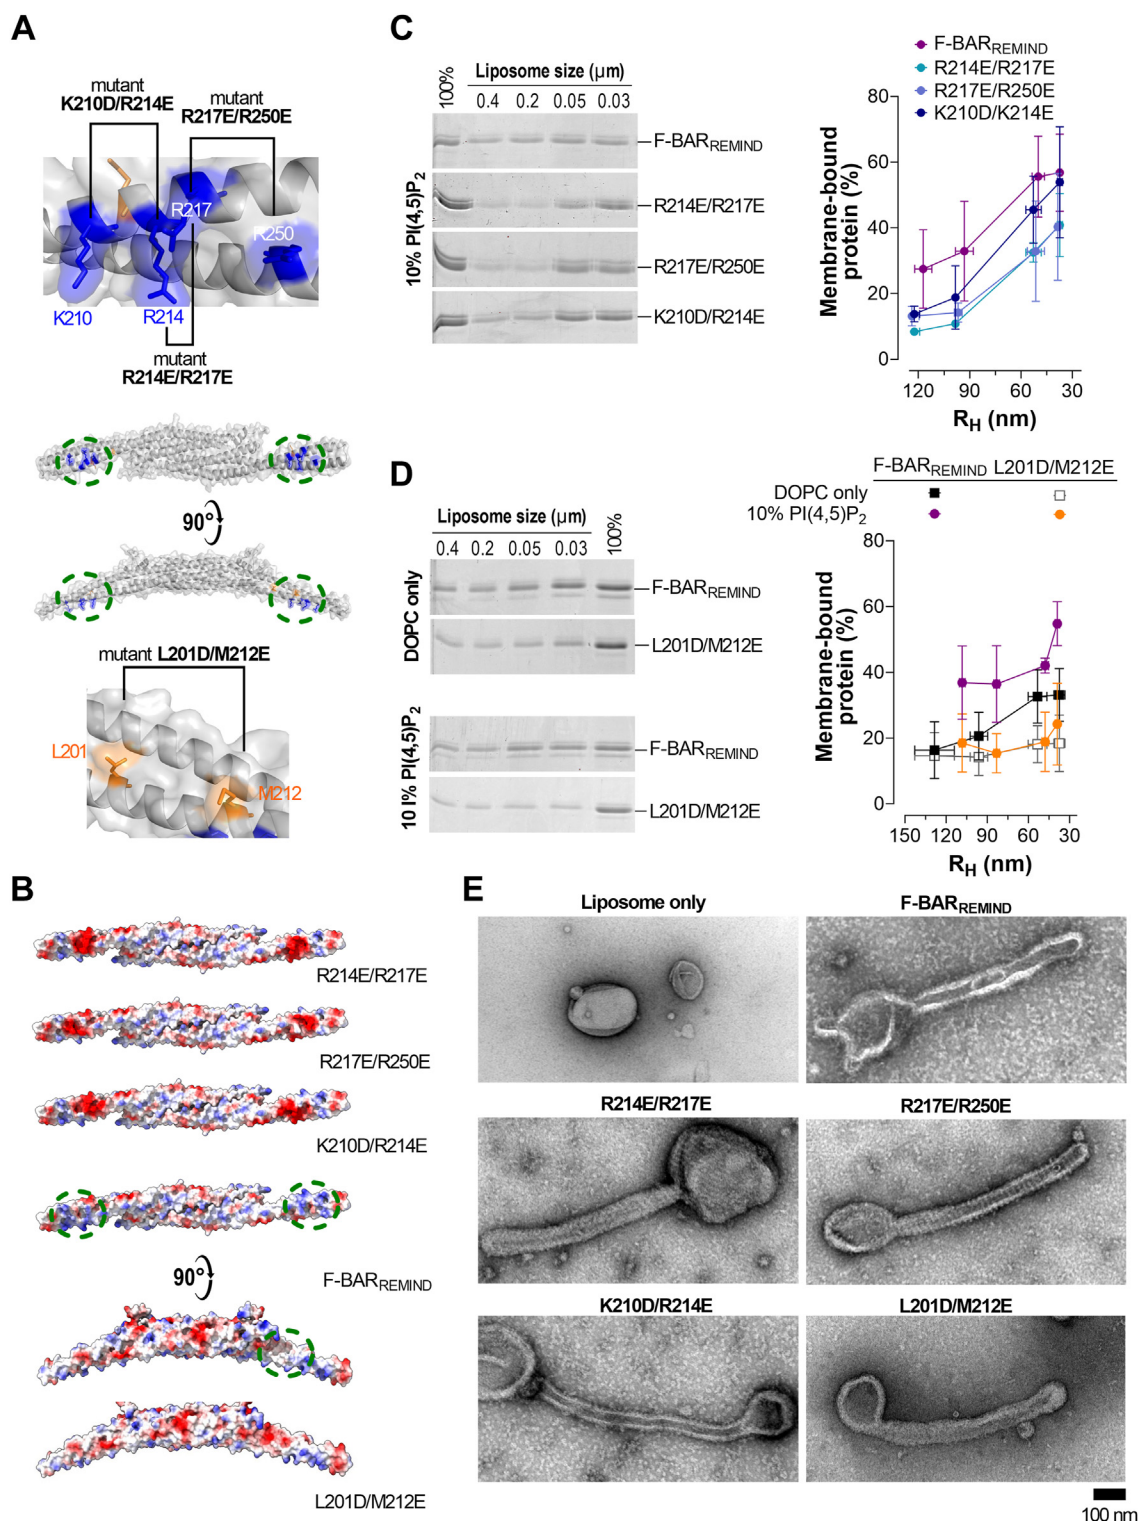 A
mutant
K210D/R214E
mutant
R217E/R250E
R217
R250
K210
R214
mutant
R214E/R217E
90°
mutant L201D/M212E
L201
M212
B
R214E/R217E
R217E/R250E
K210D/R214E
90°
F-BARREMIND
L201D/M212E
C
100%
Liposome size (μm)
0.4 0.2 0.05 0.03
10% PI(4,5)P2
F-BARREMIND
R214E/R217E
R217E/R250E
K210D/R214E
F-BARREMIND
R214E/R217E
R217E/R250E
K210D/K214E
Membrane-bound
protein (%)
80
60
40
20
0
120 90 60 30
RH (nm)
D
Liposome size (μm)
0.4 0.2 0.05 0.03
100%
DOPC only
F-BARREMIND
L201D/M212E
10 l% PI(4,5)P2
F-BARREMIND
L201D/M212E
F-BARREMIND L201D/M212E
DOPC only
10% PI(4,5)P2
Membrane-bound
protein (%)
80
60
40
20
0
150 120 90 60 30
RH (nm)
E
Liposome only
F-BARREMIND
R214E/R217E
R217E/R250E
K210D/R214E
L201D/M212E
100 nm